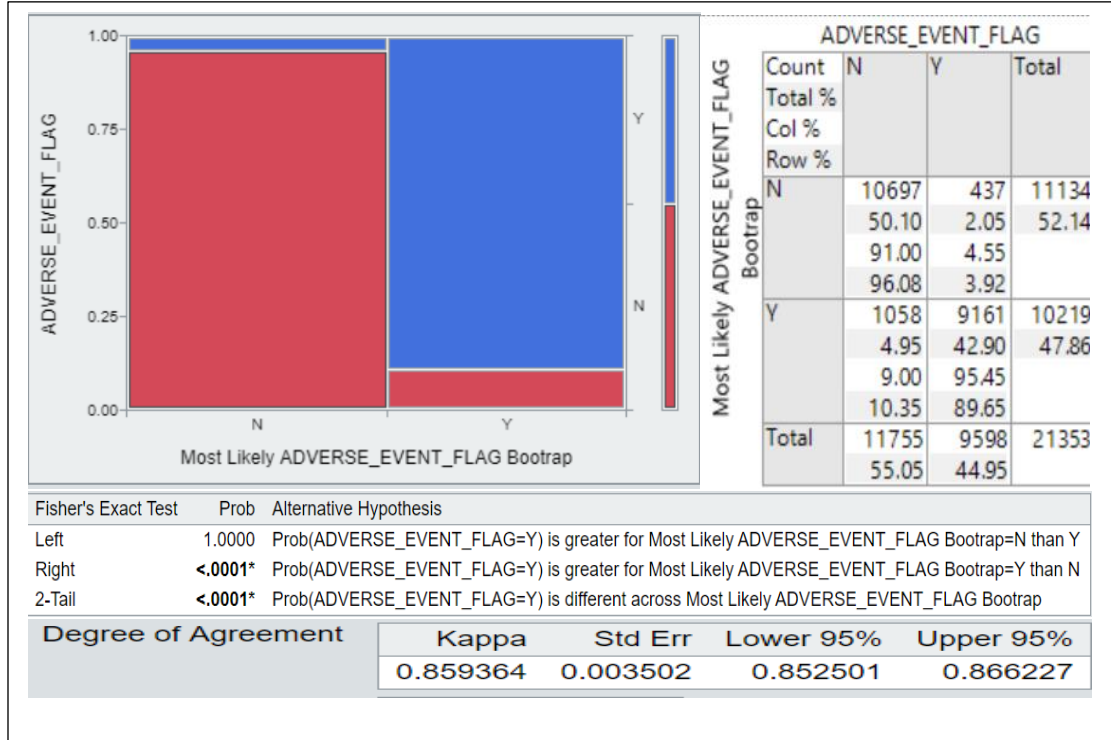 1.00
0.75
0.50
0.25
0.00
ADVERSE_EVENT_FLAG
Y
N
N Y
Most Likely ADVERSE_EVENT_FLAG Bootrap
ADVERSE_EVENT_FLAG
Most Likely ADVERSE_EVENT_FLAG
Bootrap
Count N Y Total
Total %
Col %
Row %
N 10697 437 11134
50.10 2.05 52.14
91.00 4.55
96.08 3.92
Y 1058 9161 10219
4.95 42.90 47.86
9.00 95.45
10.35 89.65
Total 11755 9598 21353
55.05 44.95
Fisher's Exact Test Prob Alternative Hypothesis
Left 1.0000 Prob(ADVERSE_EVENT_FLAG=Y) is greater for Most Likely ADVERSE_EVENT_FLAG Bootrap=N than Y
Right <.0001* Prob(ADVERSE_EVENT_FLAG=Y) is greater for Most Likely ADVERSE_EVENT_FLAG Bootrap=Y than N
2-Tail <.0001* Prob(ADVERSE_EVENT_FLAG=Y) is different across Most Likely ADVERSE_EVENT_FLAG Bootrap
Degree of Agreement
Kappa Std Err Lower 95% Upper 95%
0.859364 0.003502 0.852501 0.866227